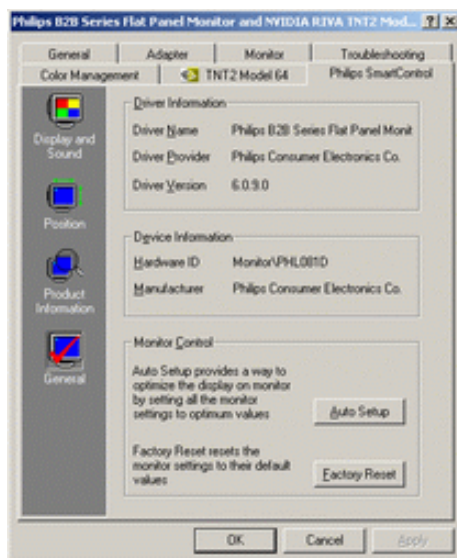 Philips B2B Series Flat Panel Monitor and NVIDIA RIVA TNT2 Mod...
General Adapter Monitor Troubleshooting
Color Management TNT2 Model 64 Philips SmartControl
Display and
Sound
Position
Product
Information
General
Driver Information
Driver Name Philips B2B Series Flat Panel Monit
Driver Provider Philips Consumer Electronics Co.
Driver Version 6.0.9.0
Device Information
Hardware ID Monitor\PHL081D
Manufacturer Philips Consumer Electronics Co.
Monitor Control
Auto Setup provides a way to
optimize the display on monitor
by setting all the monitor
settings to optimum values
Auto Setup
Factory Reset resets the
monitor settings to their default
values
Factory Reset
OK Cancel Apply